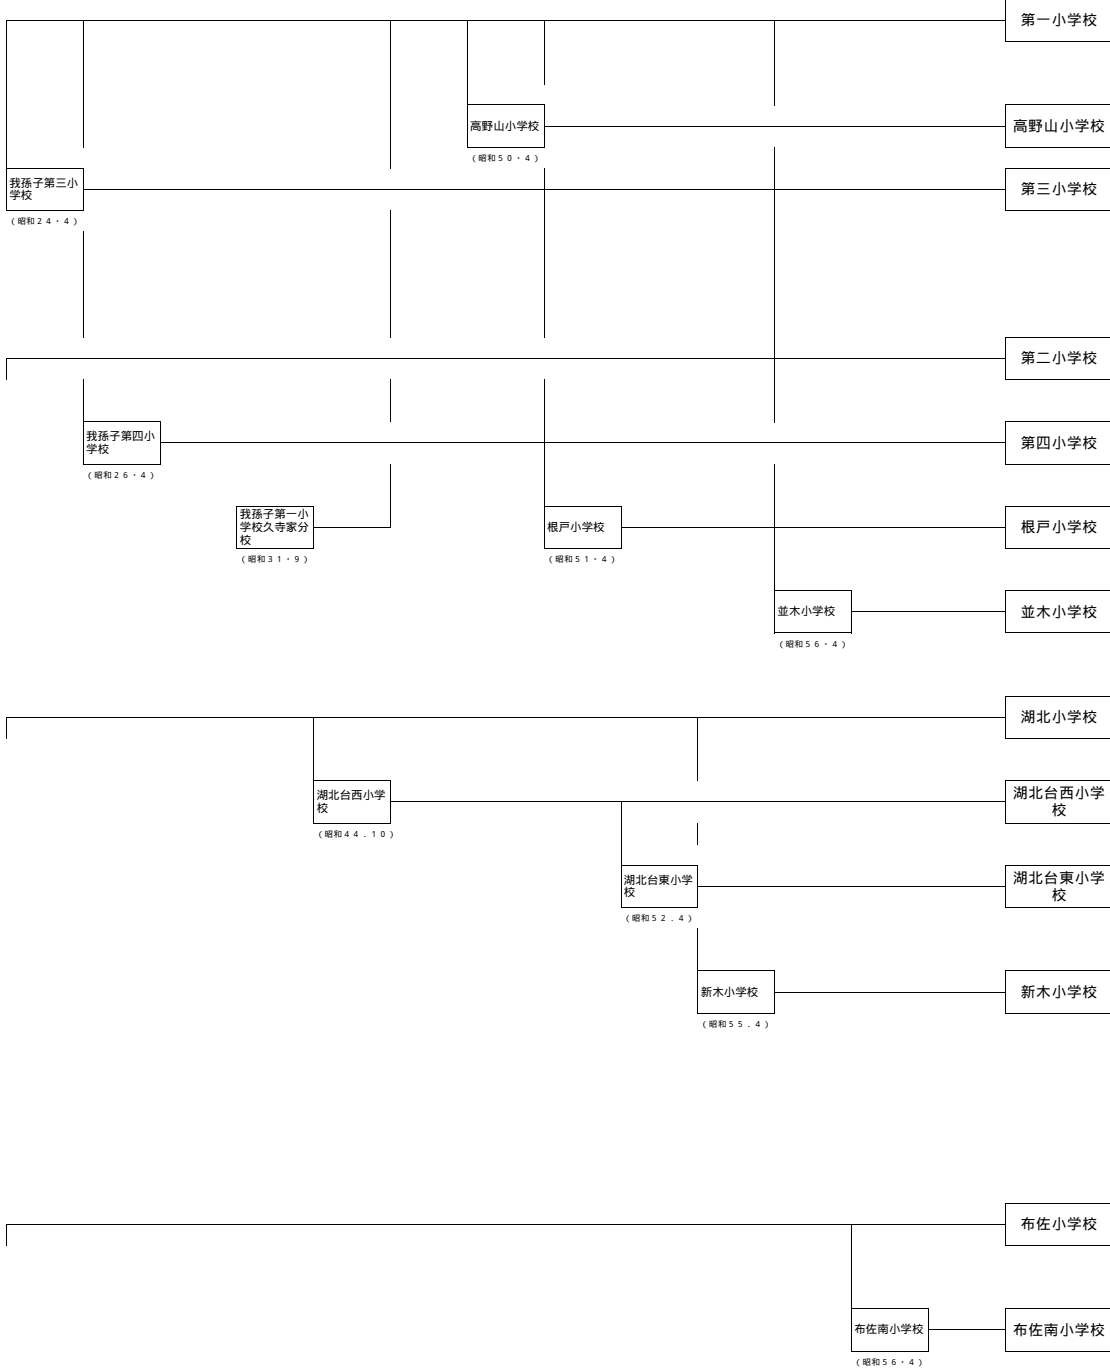 第一小学校
高野山小学校
高野山小学校
(昭和50・4)
我孫子第三小
学校
第三小学校
(昭和24・4)
第二小学校
我孫子第四小
学校
第四小学校
(昭和26・4)
我孫子第一小
学校久寺家分
校
根戸小学校
根戸小学校
(昭和31・9)
(昭和51・4)
並木小学校
並木小学校
(昭和56・4)
湖北小学校
湖北台西小学
校
湖北台西小学
校
(昭和44.10)
湖北台東小学
校
湖北台東小学
校
(昭和52.4)
新木小学校
新木小学校
(昭和55.4)
布佐小学校
布佐南小学校
布佐南小学校
(昭和56・4)